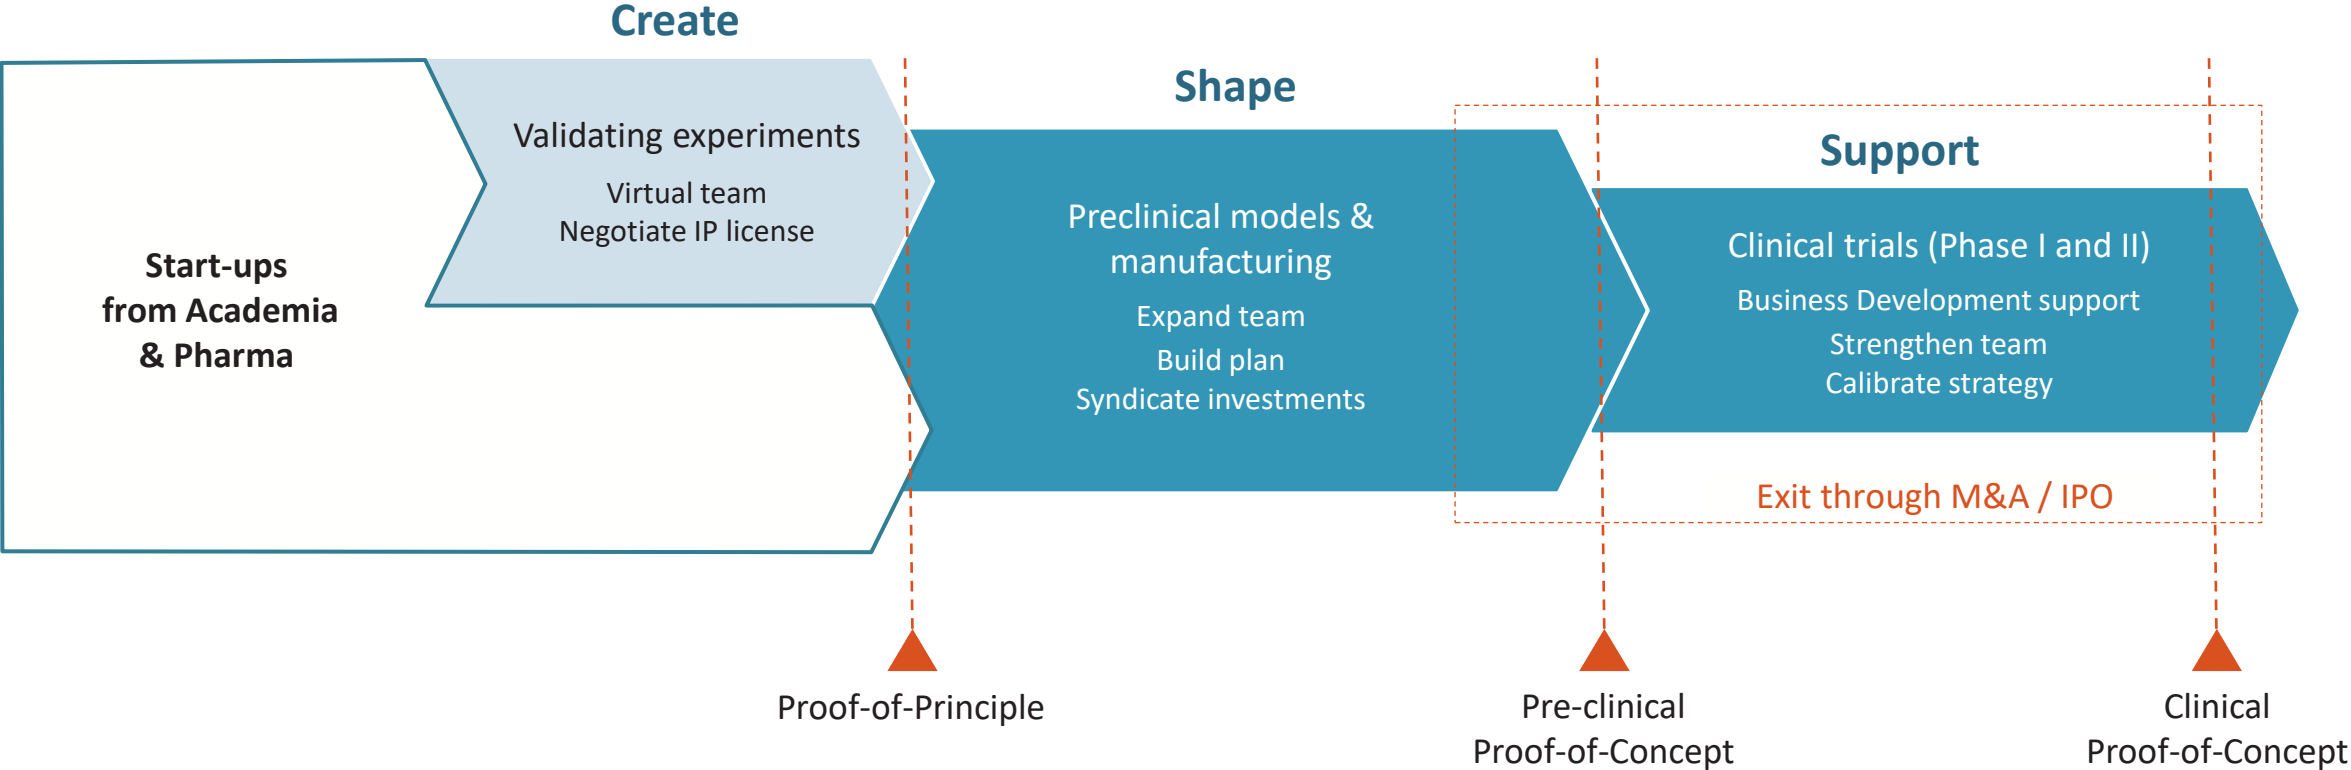 Create
Shape
Support
Start-ups
from Academia
& Pharma
Validating experiments
Virtual team
Negotiate IP license
Preclinical models &
manufacturing
Expand team
Build plan
Syndicate investments
Clinical trials (Phase I and II)
Business Development support
Strengthen team
Calibrate strategy
Exit through M&A / IPO
Proof-of-Principle
Pre-clinical
Proof-of-Concept
Clinical
Proof-of-Concept